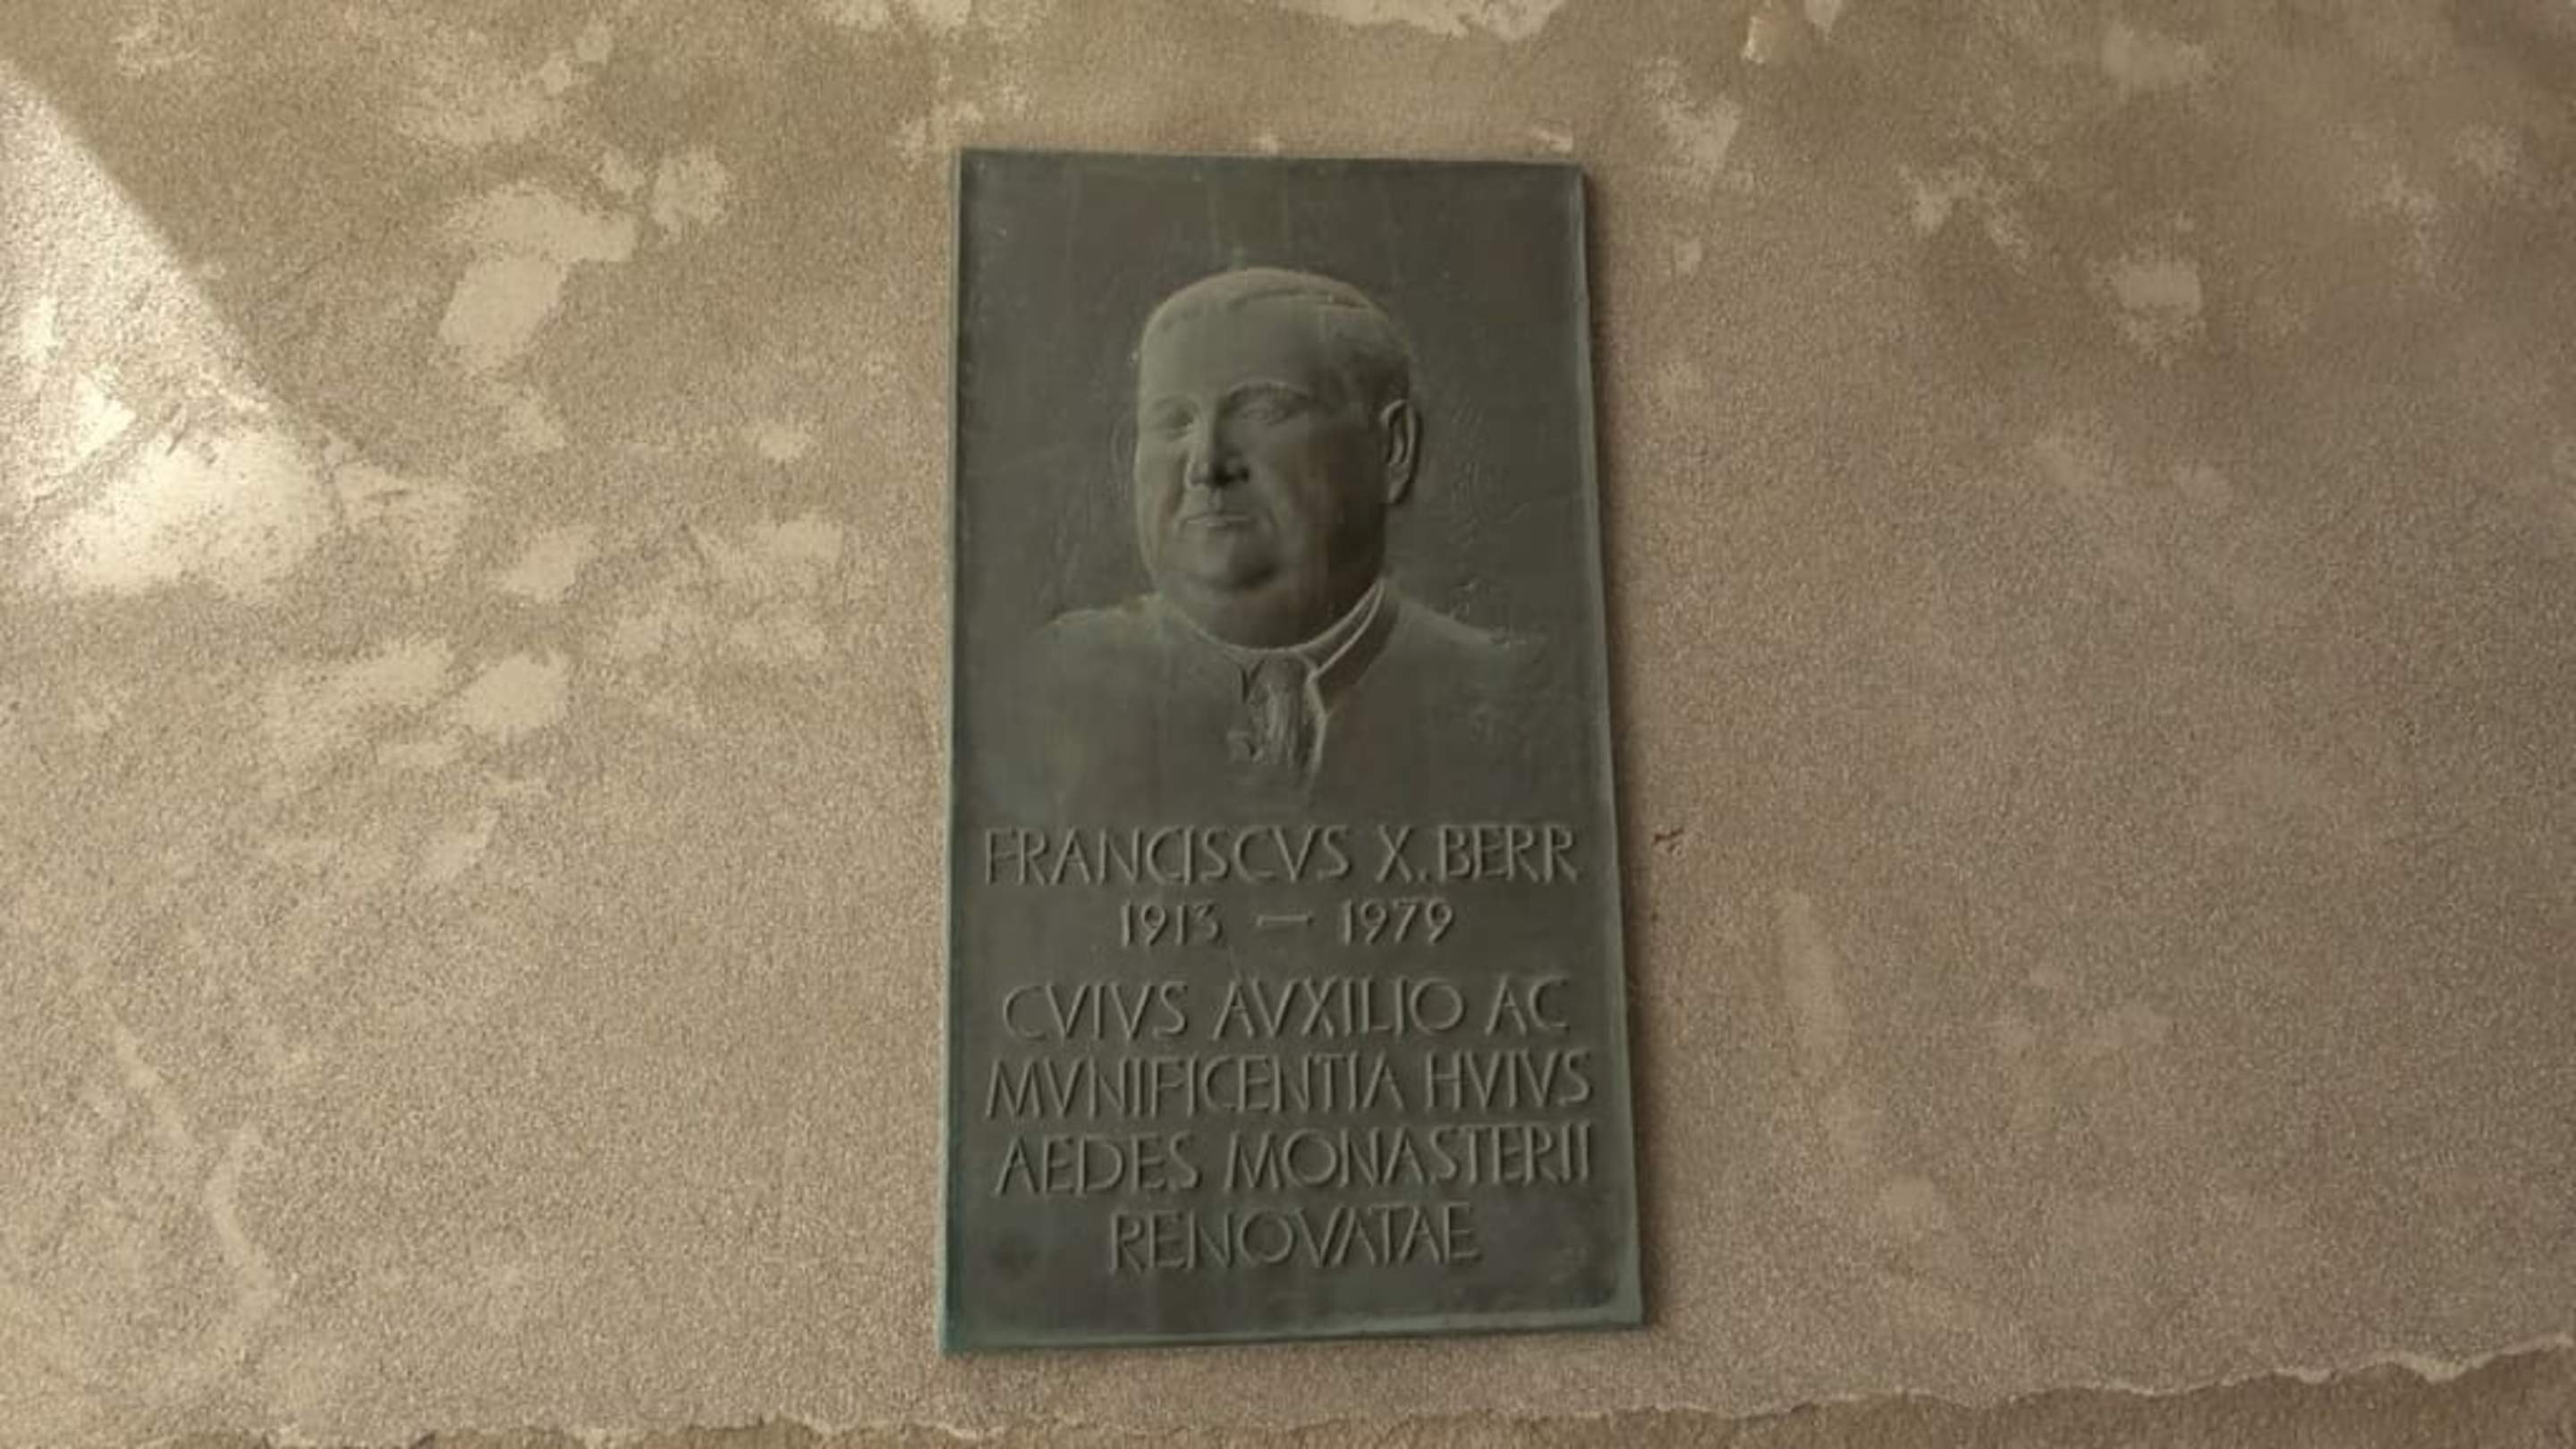 FRANCISCVS X. BERR
1913 — 1979
CVIVS AVXILIO AC
MVNIFICENTIA HVIVS
AEDES MONASTERII
RENOVATAE